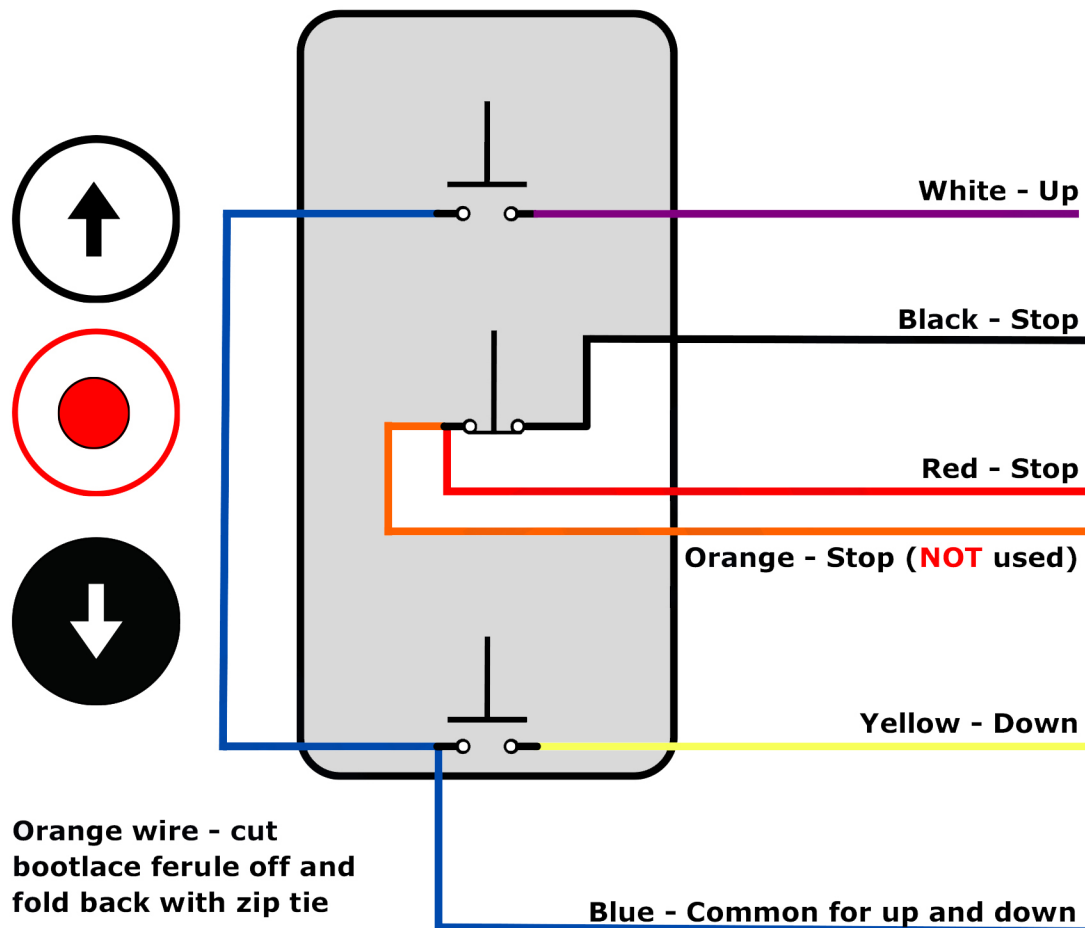 White - Up
Black - Stop
Red - Stop
Orange - Stop (NOT used)
Yellow - Down
Orange wire - cut
bootlace ferule off and
fold back with zip tie
Blue - Common for up and down